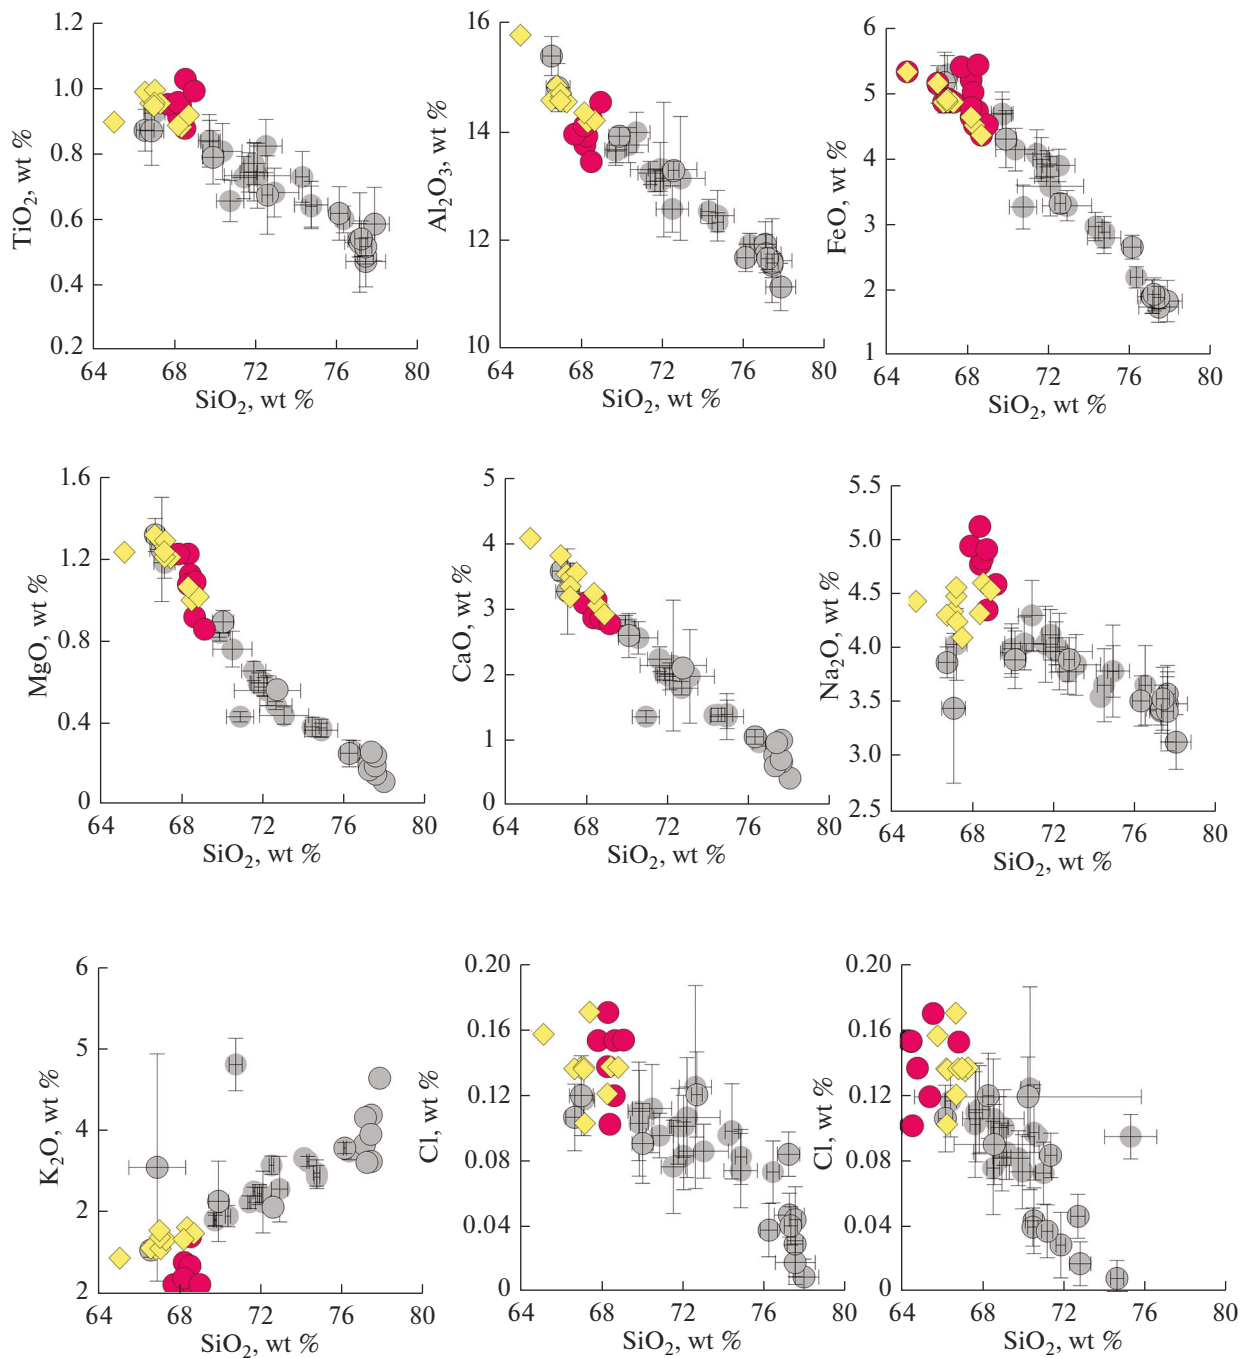 TiO2, wt %
1.2
1.0
0.8
0.6
0.4
0.2
64 68 72 76 80
SiO2, wt %
Al2O3, wt %
16
14
12
10
64 68 72 76 80
SiO2, wt %
FeO, wt %
6
5
4
3
2
1
64 68 72 76 80
SiO2, wt %
MgO, wt %
1.6
1.2
0.8
0.4
0
64 68 72 76 80
SiO2, wt %
CaO, wt %
5
4
3
2
1
0
64 68 72 76 80
SiO2, wt %
Na2O, wt %
5.5
5.0
4.5
4.0
3.5
3.0
2.5
64 68 72 76 80
SiO2, wt %
K2O, wt %
6
5
4
2
2
64 68 72 76 80
SiO2, wt %
Cl, wt %
0.20
0.16
0.12
0.08
0.04
0
64 68 72 76 80
SiO2, wt %
Cl, wt %
0.20
0.16
0.12
0.08
0.04
0
64 68 72 76 80
SiO2, wt %